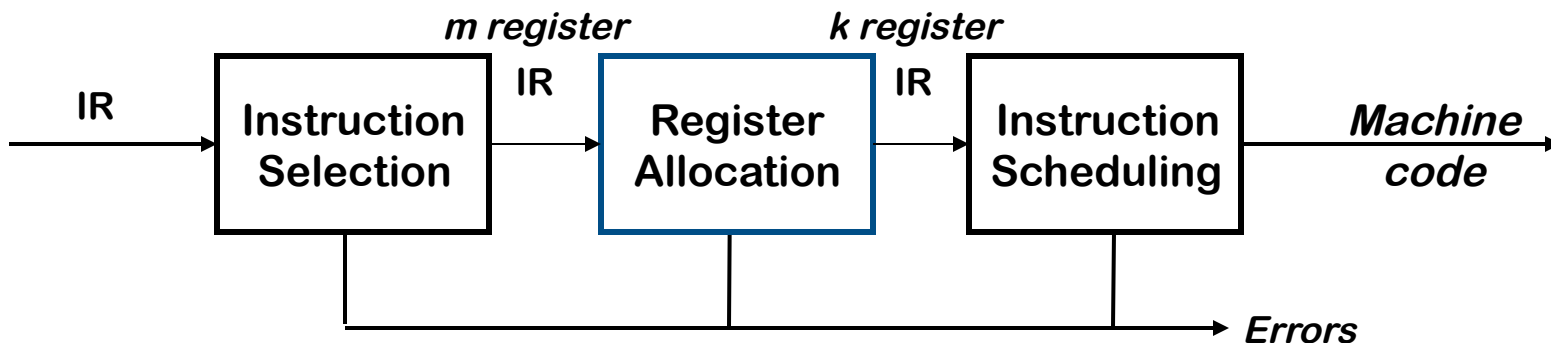 m register
k register
IR
IR
IR
Instruction
Selection
Register
Allocation
Instruction
Scheduling
Machine
code
Errors